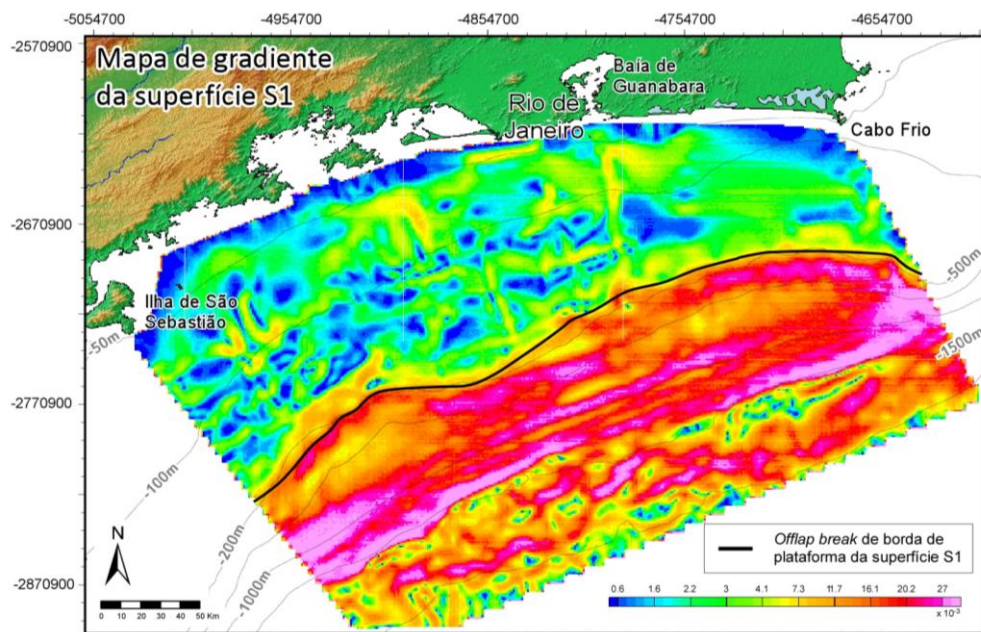 -5054700 -4954700 -4854700 -4754700 -4654700
-2570900
Mapa de gradiente
da superfície S1
Baía de
Guanabara
Rio de
Janeiro
Cabo Frio
-2670900
-500m
Ilha de São
Sebastião
-50m
-1500m
-2770900
-100m
-200m
-1000m
N
Offlap break de borda de
plataforma da superfície S1
-2870900
0.6 1.6 2.2 3 4.1 7.3 11.7 16.1 20.2 27
x 10-3
0 10 20 30 40 50 Km